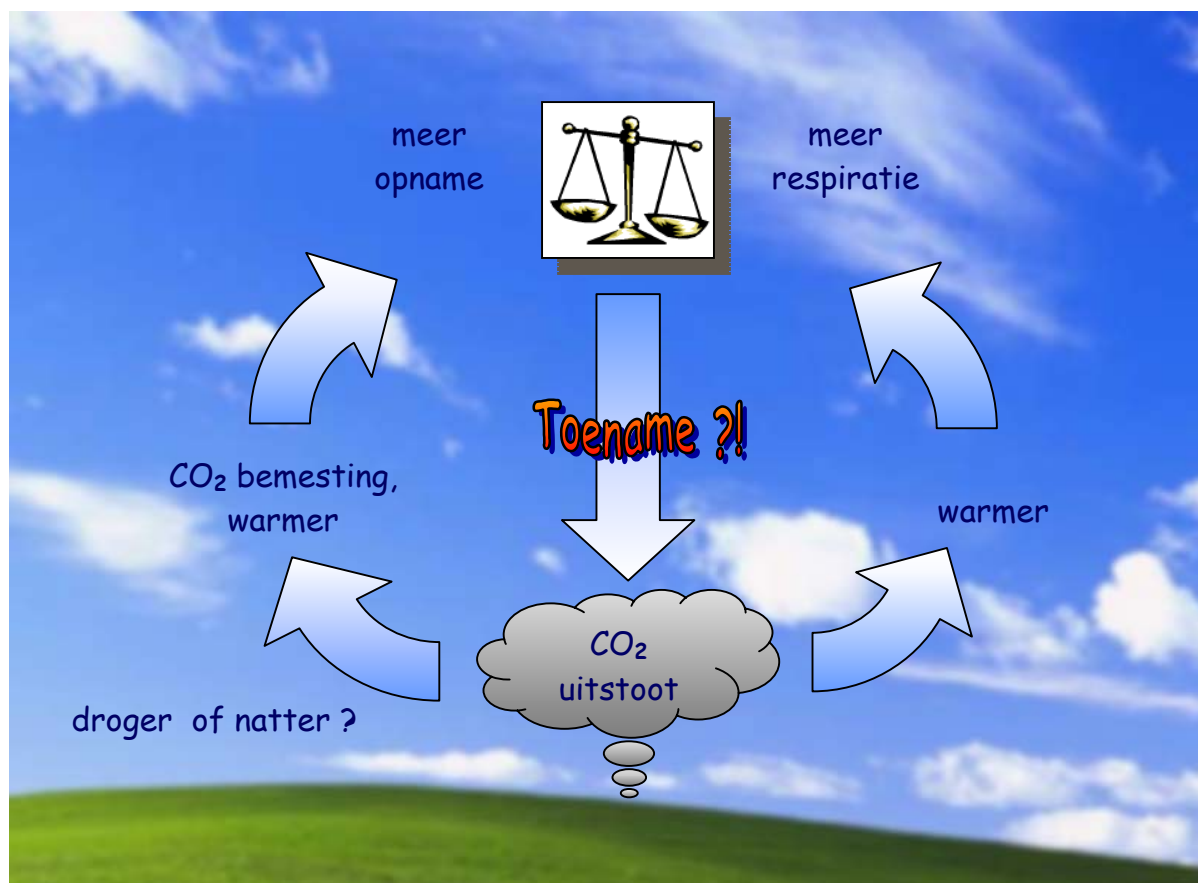 meer
opname
meer
respiratie
Toename ?!
CO₂ bemesting,
warmer
warmer
CO₂
uitstoot
droger of natter ?